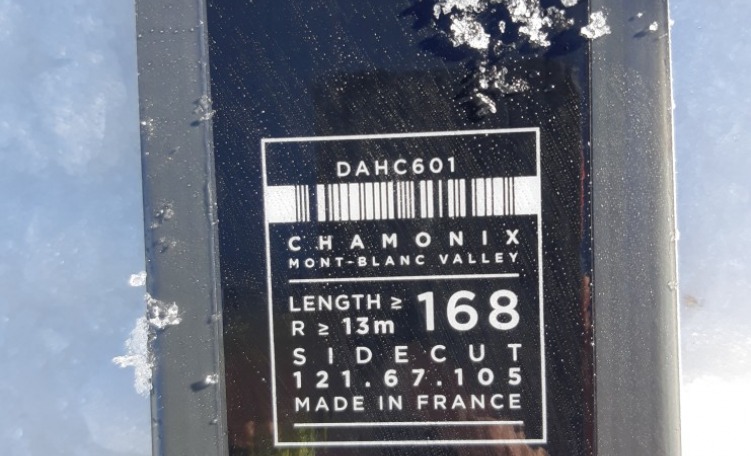 DAHC601
CHAMONIX
MONT-BLANC VALLEY
LENGTH ≥ 168
R ≥ 13m
SIDECUT
121.67.105
MADE IN FRANCE